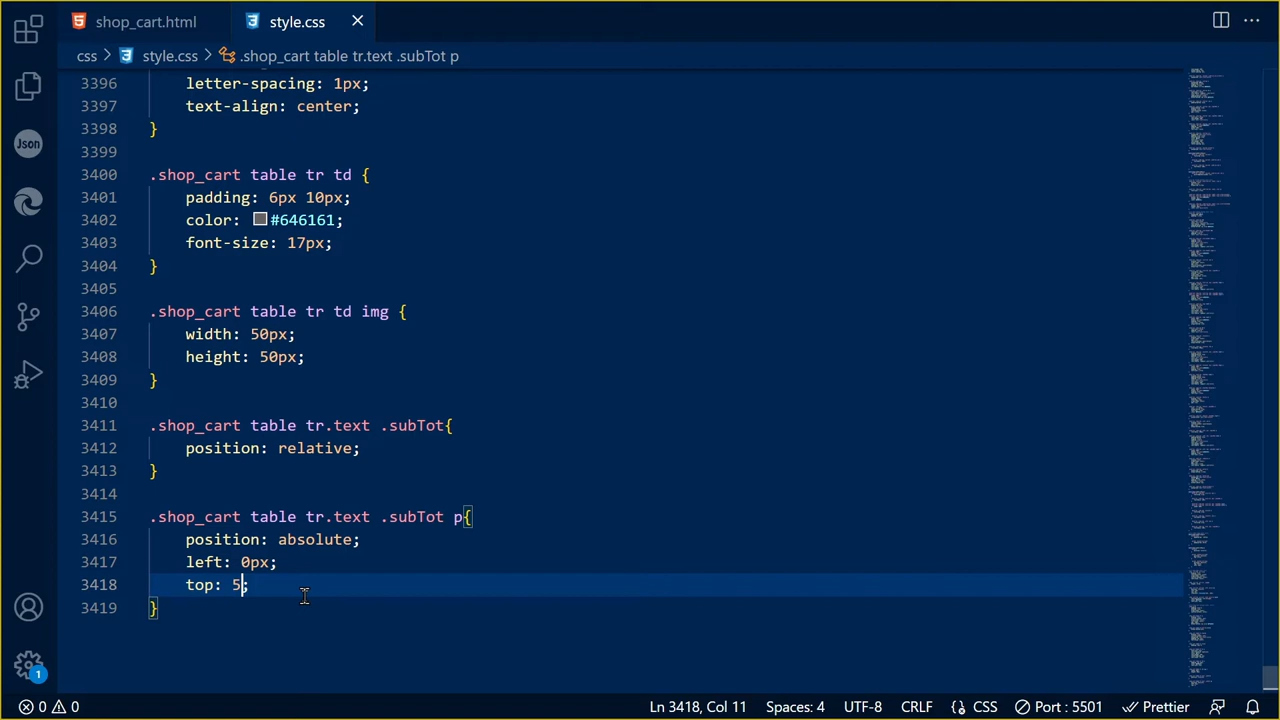 shop_cart.html
style.css
css > style.css > .shop_cart table tr.text .subTot p
3396 letter-spacing: 1px;
3397 text-align: center;
3398 }
3399
3400 .shop_cart table tr td {
3401 padding: 6px 10px;
3402 color: #646161;
3403 font-size: 17px;
3404 }
3405
3406 .shop_cart table tr td img {
3407 width: 50px;
3408 height: 50px;
3409 }
3410
3411 .shop_cart table tr.text .subTot{
3412 position: relative;
3413 }
3414
3415 .shop_cart table tr.text .subTot p{
3416 position: absolute;
3417 left: 0px;
3418 top: 5;
3419 }
Json
1
0 0 Ln 3418, Col 11 Spaces: 4 UTF-8 CRLF CSS Port : 5501 Prettier